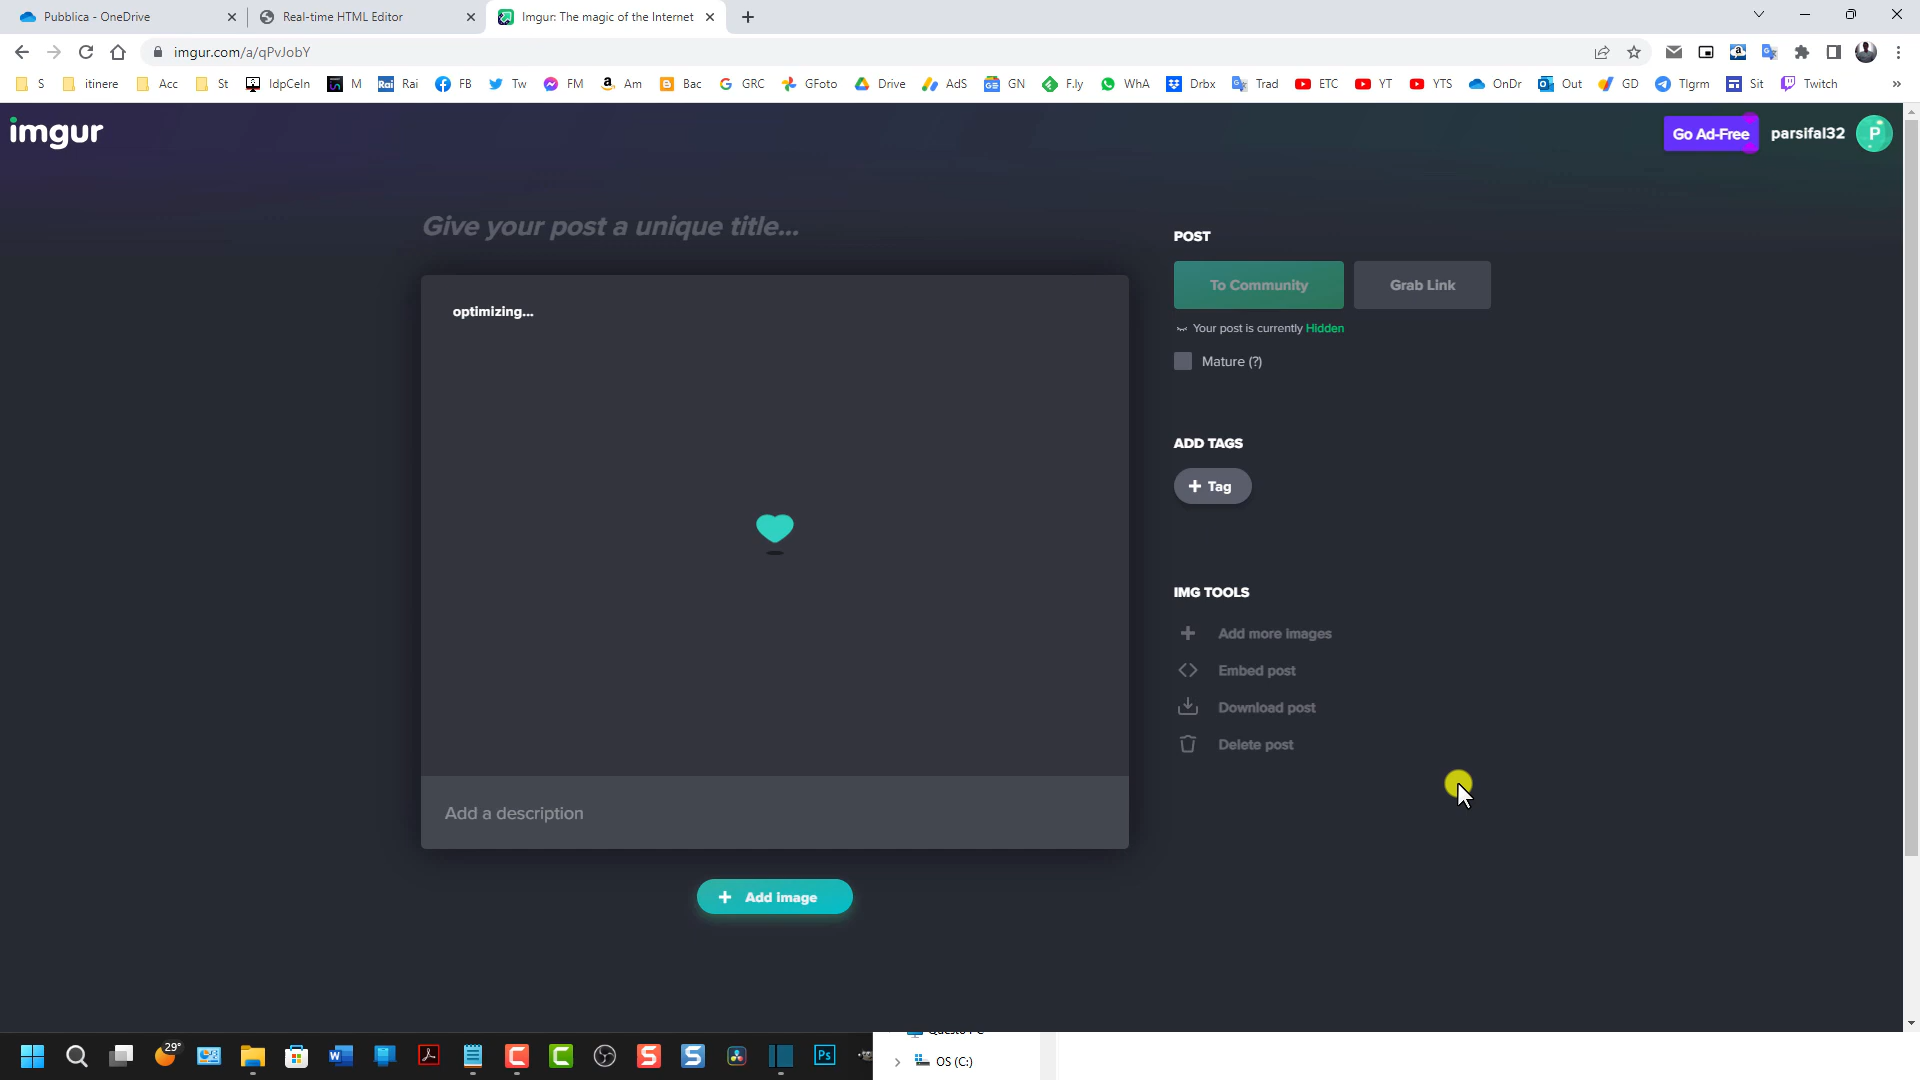 Pubblica - OneDrive
Real-time HTML Editor
Imgur: The magic of the Internet
imgur.com/a/qPvJobY
S itinere Acc St IdpCeIn M Rai Rai FB Tw FM Am Bac GRC GFoto Drive AdS GN F.ly WhA Drbx Trad ETC YT YTS OnDr Out GD Tlgrm Sit Twitch »
imgur
Go Ad-Free
parsifal32
P
Give your post a unique title...
POST
To Community
Grab Link
Your post is currently Hidden
Mature (?)
optimizing...
ADD TAGS
+ Tag
IMG TOOLS
+ Add more images
<> Embed post
Download post
Delete post
Add a description
+ Add image
29°
Ps
OS (C:)